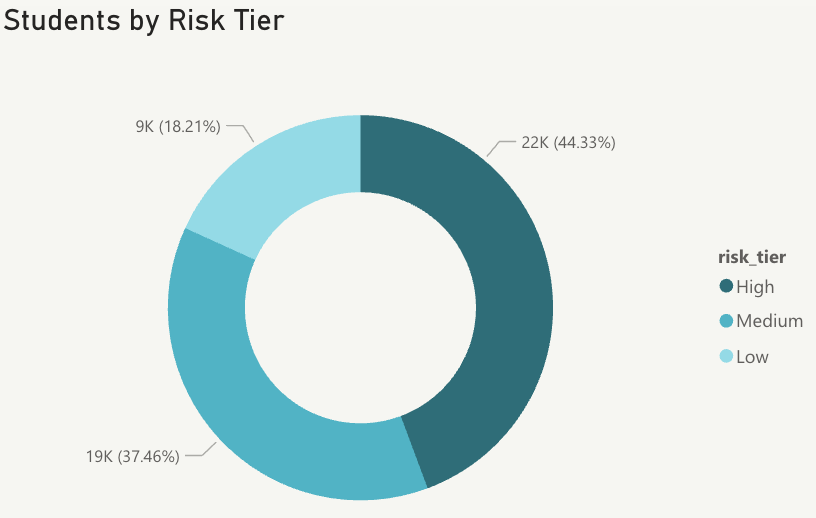 Students by Risk Tier
9K (18.21%)
22K (44.33%)
risk_tier
High
Medium
Low
19K (37.46%)